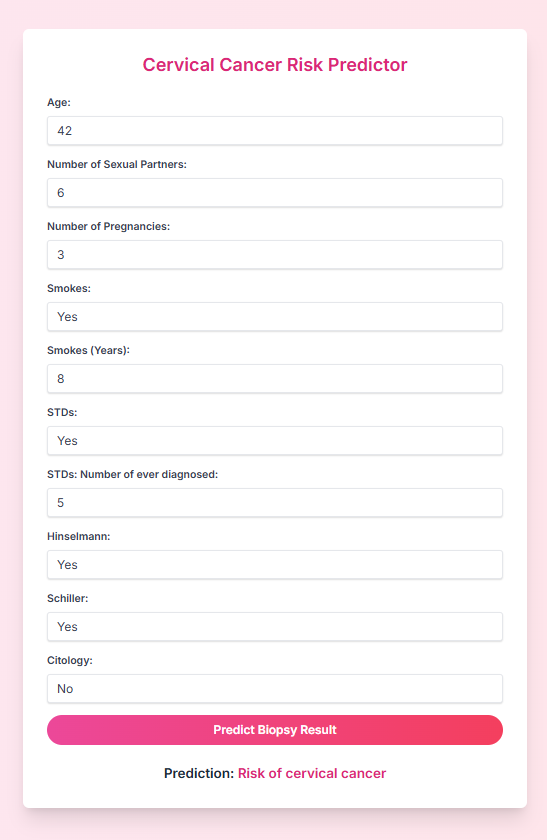 Cervical Cancer Risk Predictor
Age:
42
Number of Sexual Partners:
6
Number of Pregnancies:
3
Smokes:
Yes
Smokes (Years):
8
STDs:
Yes
STDs: Number of ever diagnosed:
5
Hinselmann:
Yes
Schiller:
Yes
Citology:
No
Predict Biopsy Result
Prediction: Risk of cervical cancer